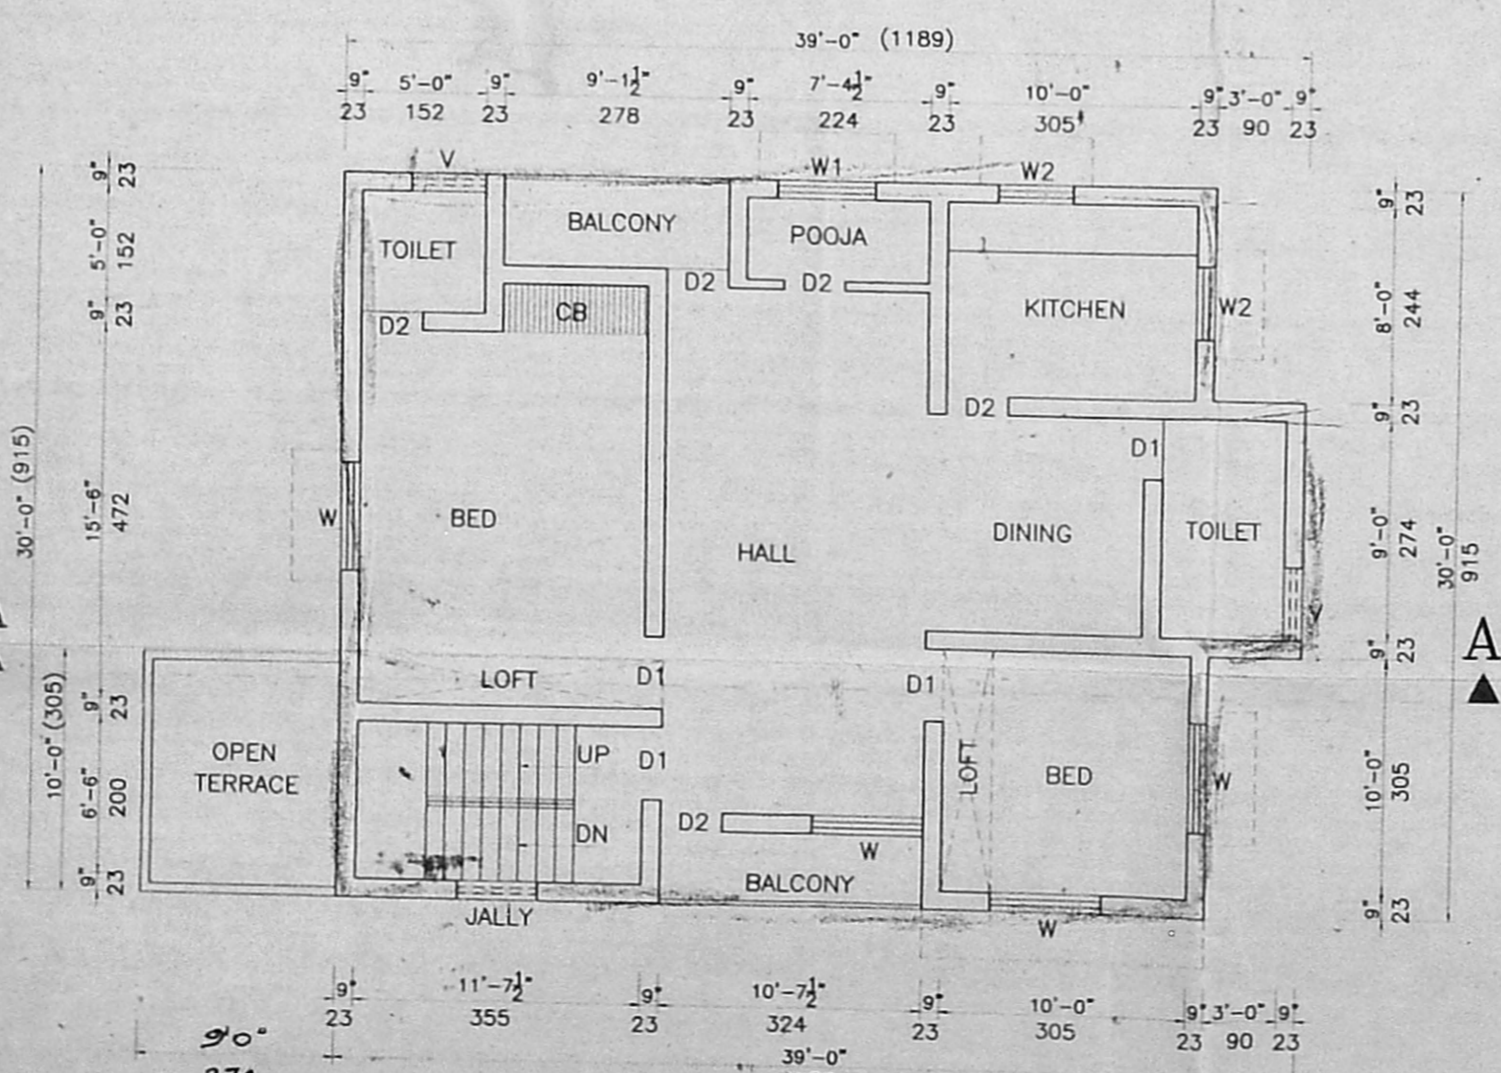 39'-0" (1189)
9" 5'-0" 9" 9'-1½" 9" 7'-4½" 9" 10'-0" 9" 3'-0" 9"
23 152 23 278 23 224 23 305 23 90 23
V W1 W2
9" 23
9" 23
BALCONY
POOJA
TOILET
5'-0" 152
D2 D2
KITCHEN
W2
8'-0" 244
CB
9" 23
D2
D2
9" 23
D1
30'-0" (915)
15'-6" 472
W
BED
HALL
DINING
TOILET
9'-0" 274
30'-0" 915
V
A
9" 23
LOFT
D1
D1
10'-0" (305)
9" 23
OPEN
TERRACE
UP
D1
LOFT
BED
W
10'-0" 305
6'-6" 200
DN
D2
W
9" 23
BALCONY
JALLY
W
9" 23
9" 11'-7½" 9" 10'-7½" 9" 10'-0" 9" 3'-0" 9"
23 355 23 324 23 305 23 90 23
9'0"
39'-0"